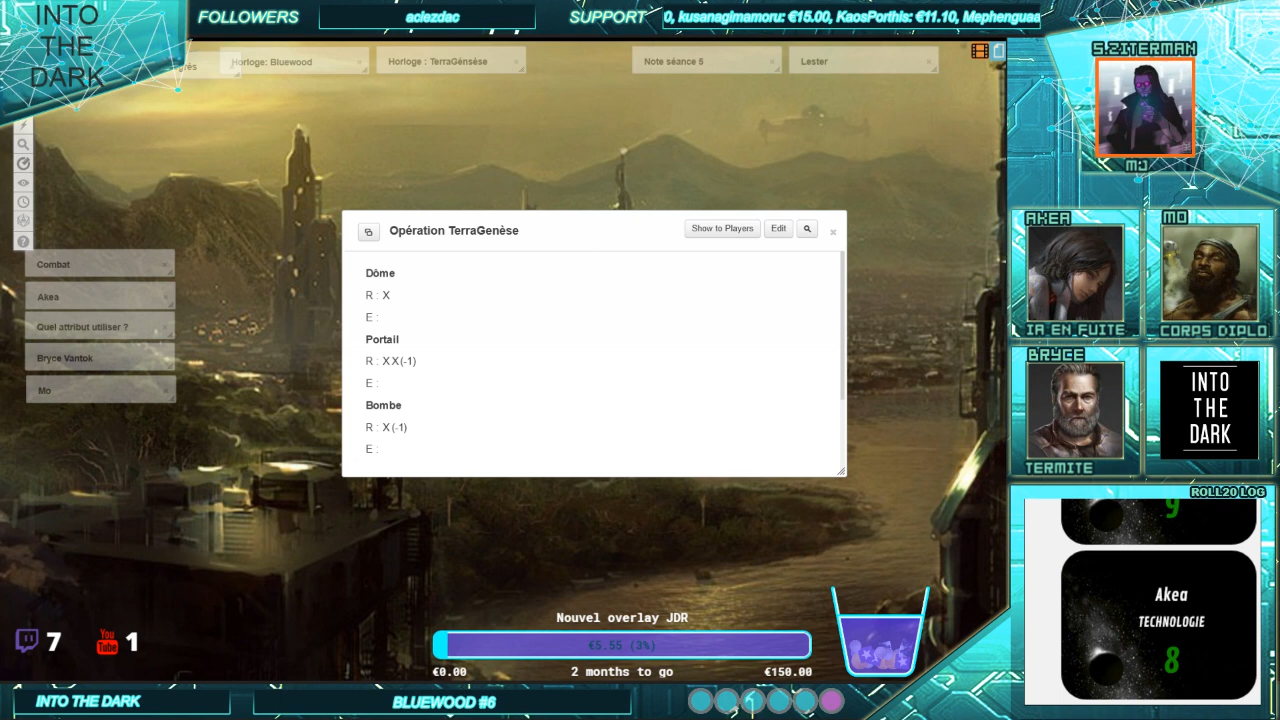 INTO
THE
DARK
FOLLOWERS
aciezdac
SUPPORT
0, kusanagimamoru: €15.00, KaosPorthis: €11.10, Mephenguaa
Horloge: Bluewood
Horloge : TerraGénsése
Note séance 5
Lester
S.ZITERMAN
MJ
Combat
Akea
Quel attribut utiliser ?
Bryce Vantok
Mo
Opération TerraGenèse
Show to Players
Edit
Dôme
R : X
E :
Portail
R : X X (-1)
E :
Bombe
R : X (-1)
E :
AKEA
IA EN FUITE
MO
CORPS DIPLO
BRYCE
TERMITE
INTO
THE
DARK
ROLL20 LOG
9
Akea
TECHNOLOGIE
8
7
You
Tube
1
Nouvel overlay JDR
€5.55 (3%)
€0.00
2 months to go
€150.00
INTO THE DARK
BLUEWOOD #6